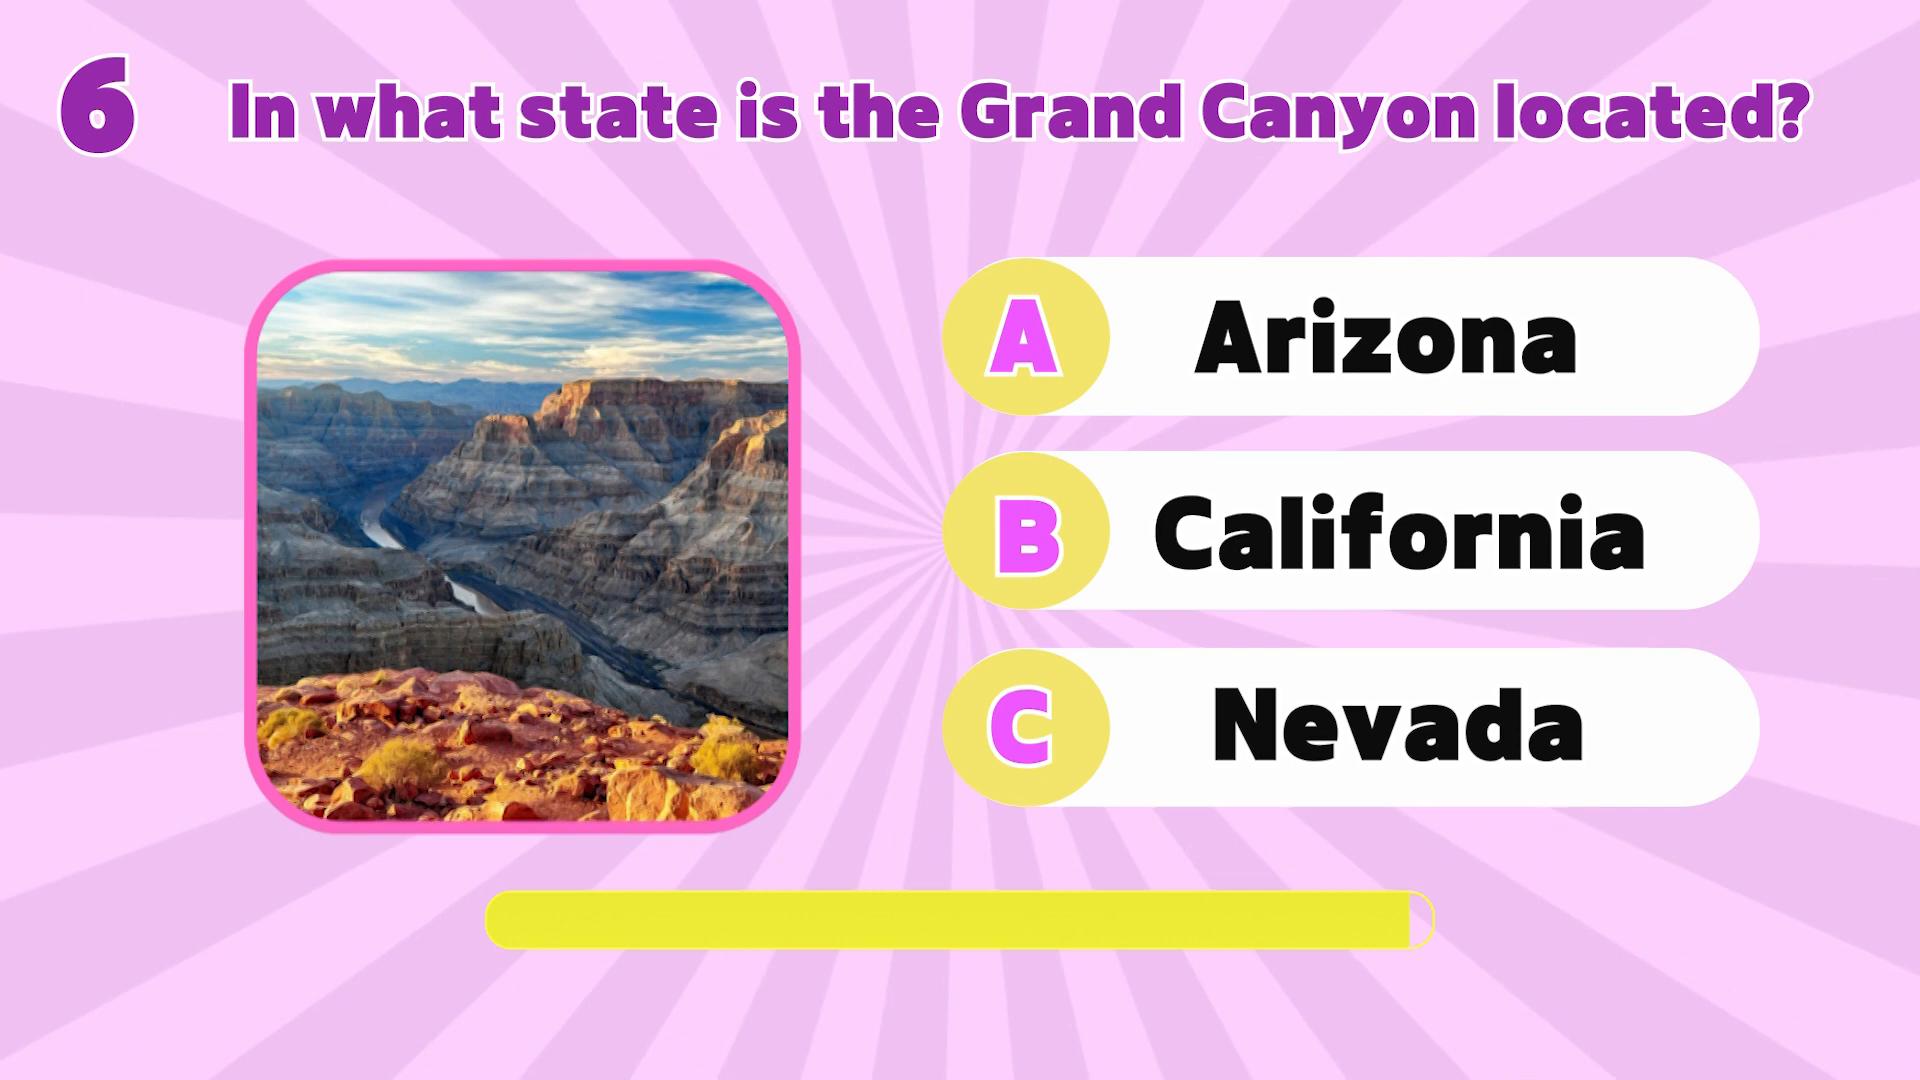 6
In what state is the Grand Canyon located?
A Arizona
B California
C Nevada